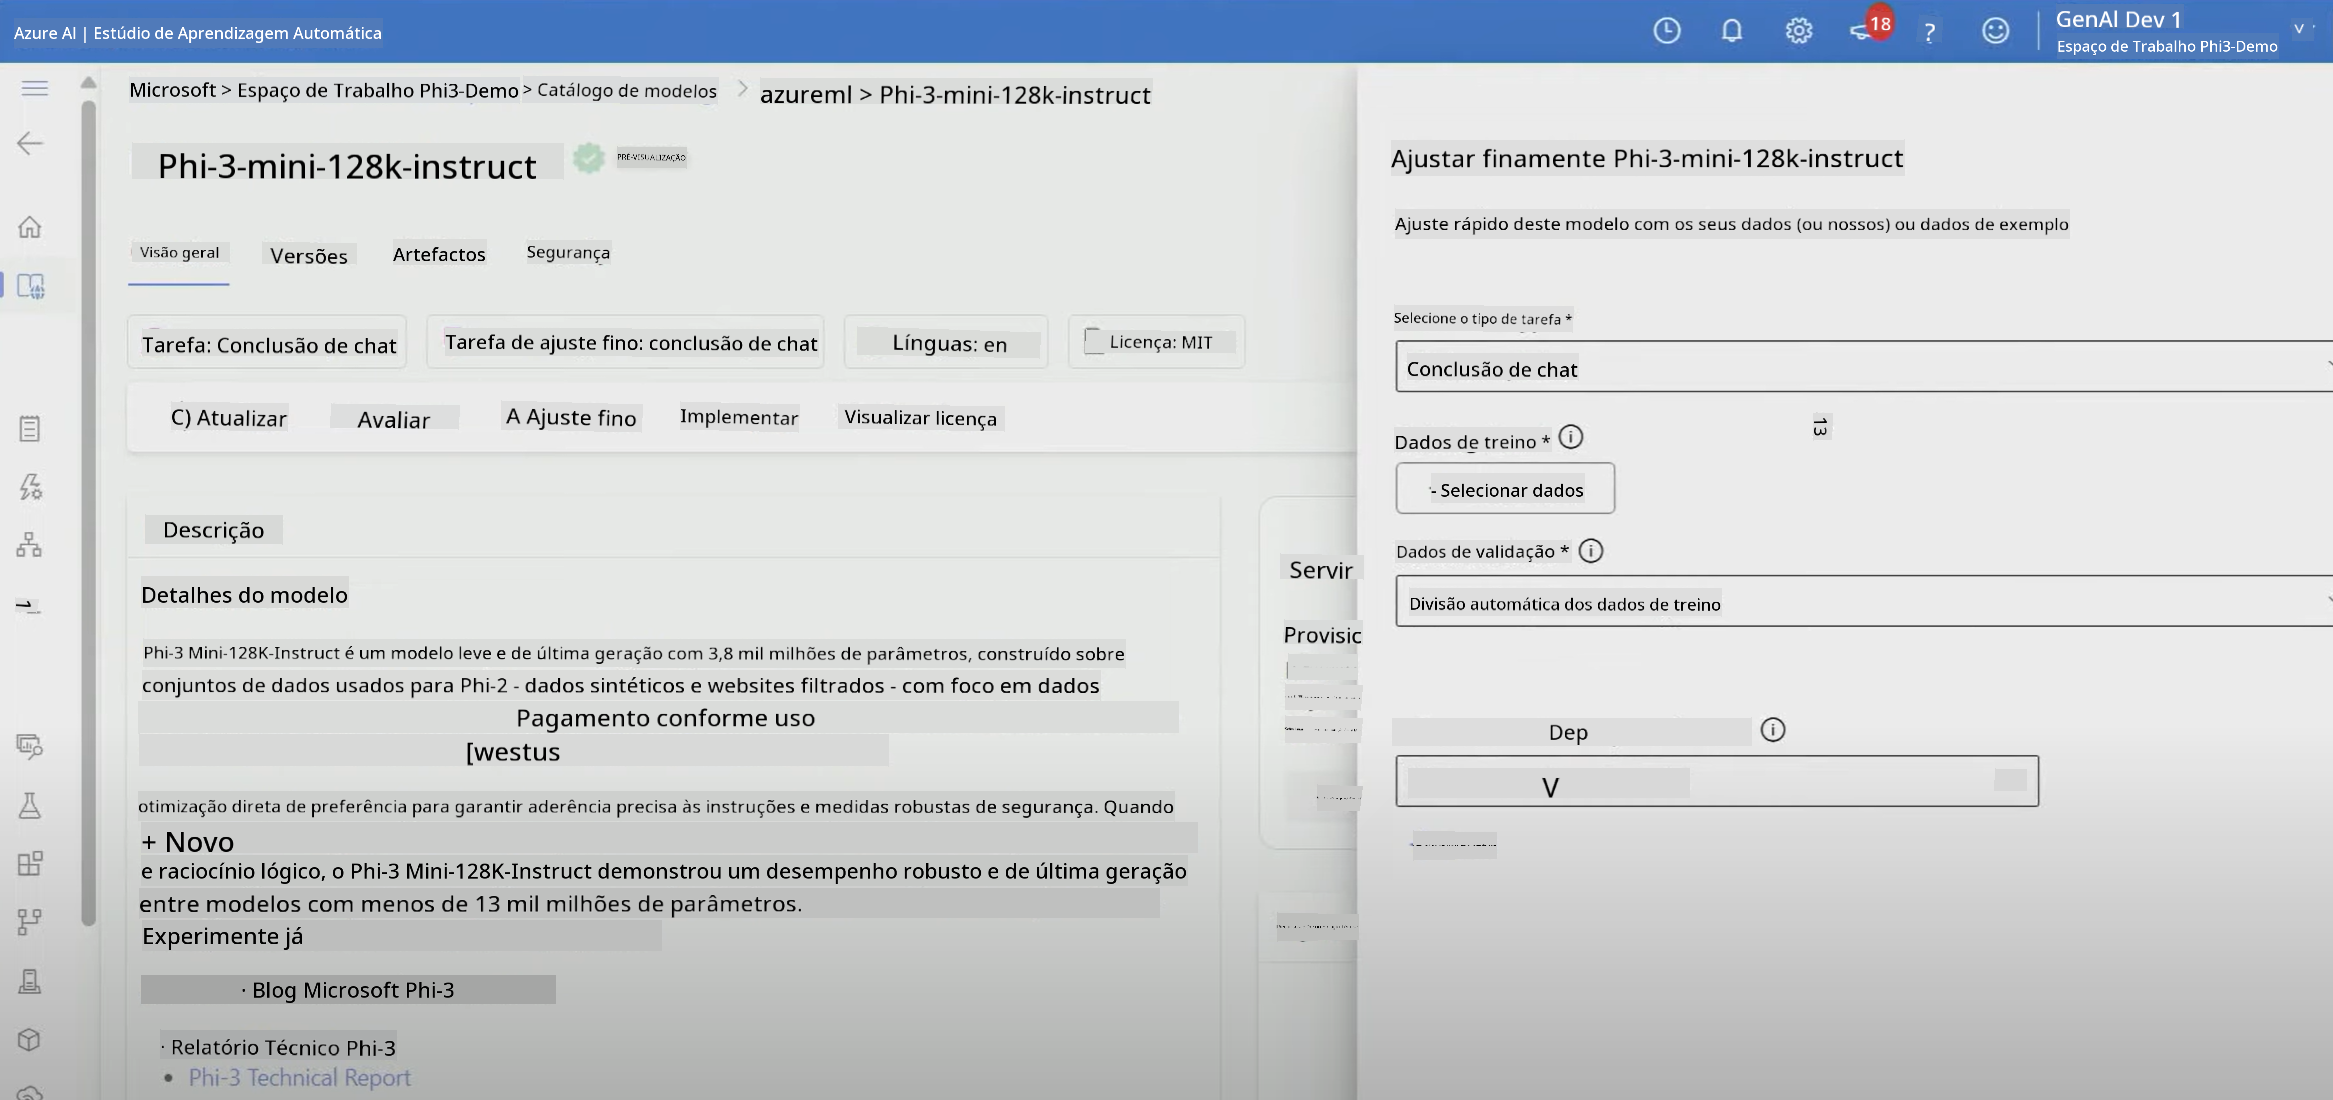 Azure AI | Estúdio de Aprendizagem Automática
18
?
GenAI Dev 1
Espaço de Trabalho Phi3-Demo
Microsoft > Espaço de Trabalho Phi3-Demo > Catálogo de modelos > azureml > Phi-3-mini-128k-instruct
Phi-3-mini-128k-instruct
PRÉ-VISUALIZAÇÃO
Visão geral
Versões
Artefactos
Segurança
Tarefa: Conclusão de chat
Tarefa de ajuste fino: conclusão de chat
Línguas: en
Licença: MIT
C) Atualizar
Avaliar
A Ajuste fino
Implementar
Visualizar licença
Descrição
Detalhes do modelo
Phi-3 Mini-128K-Instruct é um modelo leve e de última geração com 3,8 mil milhões de parâmetros, construído sobre
conjuntos de dados usados para Phi-2 - dados sintéticos e websites filtrados - com foco em dados
Pagamento conforme uso
[westus
otimização direta de preferência para garantir aderência precisa às instruções e medidas robustas de segurança. Quando
+ Novo
e raciocínio lógico, o Phi-3 Mini-128K-Instruct demonstrou um desempenho robusto e de última geração
entre modelos com menos de 13 mil milhões de parâmetros.
Experimente já
· Blog Microsoft Phi-3
· Relatório Técnico Phi-3
• Phi-3 Technical Report
Servir
Provisic
Ajustar finamente Phi-3-mini-128k-instruct
Ajuste rápido deste modelo com os seus dados (ou nossos) ou dados de exemplo
Selecione o tipo de tarefa *
Conclusão de chat
13
Dados de treino *
- Selecionar dados
Dados de validação *
Divisão automática dos dados de treino
Dep
V